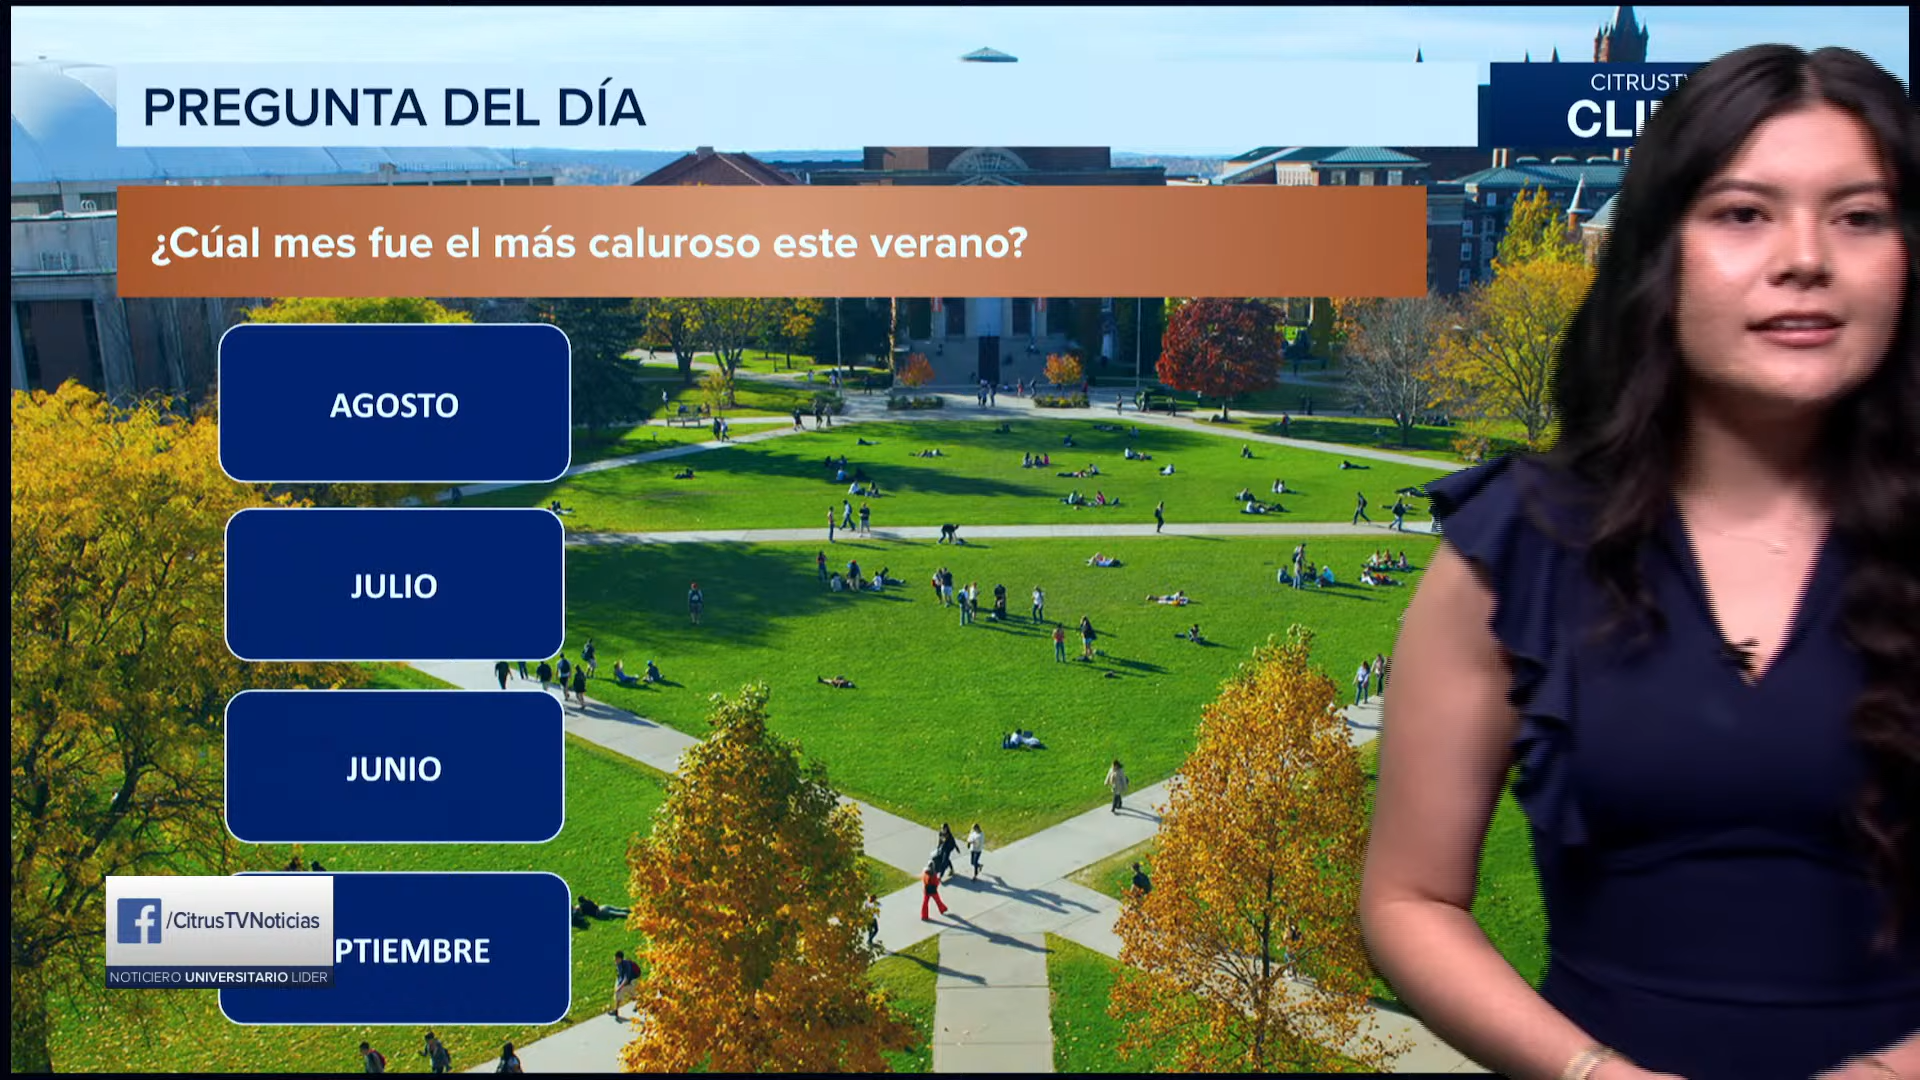 PREGUNTA DEL DÍA
CITRUSTV
CLI
¿Cúal mes fue el más caluroso este verano?
AGOSTO
JULIO
JUNIO
PTIEMBRE
/CitrusTVNoticias
NOTICIERO UNIVERSITARIO LIDER